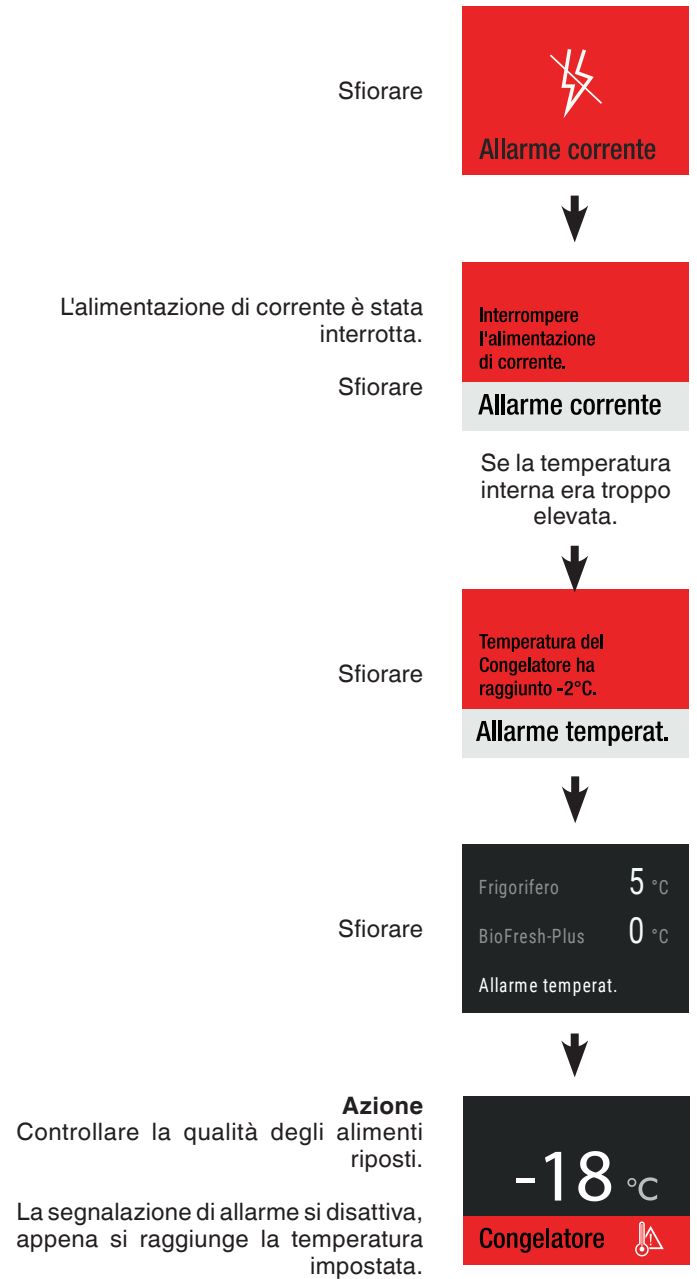 Sfiorare
Allarme corrente
L'alimentazione di corrente è stata
interrotta.
Sfiorare
Interrompere
l'alimentazione
di corrente.
Allarme corrente
Se la temperatura
interna era troppo
elevata.
Sfiorare
Temperatura del
Congelatore ha
raggiunto -2°C.
Allarme temperat.
Sfiorare
Frigorifero 5 °C
BioFresh-Plus 0 °C
Allarme temperat.
Azione
Controllare la qualità degli alimenti
riposti.
La segnalazione di allarme si disattiva,
appena si raggiunge la temperatura
impostata.
-18 °C
Congelatore